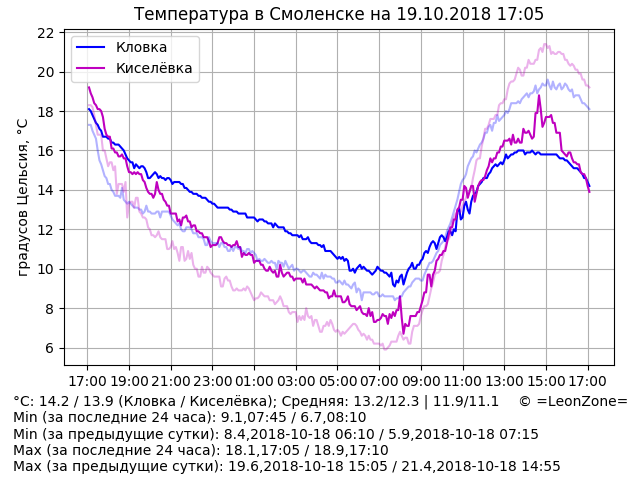 Температура в Смоленске на 19.10.2018 17:05
Кловка
Киселёвка
градусов Цельсия, °C
22
20
18
16
14
12
10
8
6
17:00 19:00 21:00 23:00 01:00 03:00 05:00 07:00 09:00 11:00 13:00 15:00 17:00
°C: 14.2 / 13.9 (Кловка / Киселёвка); Средняя: 13.2/12.3 | 11.9/11.1 © =LeonZone=
Min (за последние 24 часа): 9.1,07:45 / 6.7,08:10
Min (за предыдущие сутки): 8.4,2018-10-18 06:10 / 5.9,2018-10-18 07:15
Max (за последние 24 часа): 18.1,17:05 / 18.9,17:10
Max (за предыдущие сутки): 19.6,2018-10-18 15:05 / 21.4,2018-10-18 14:55